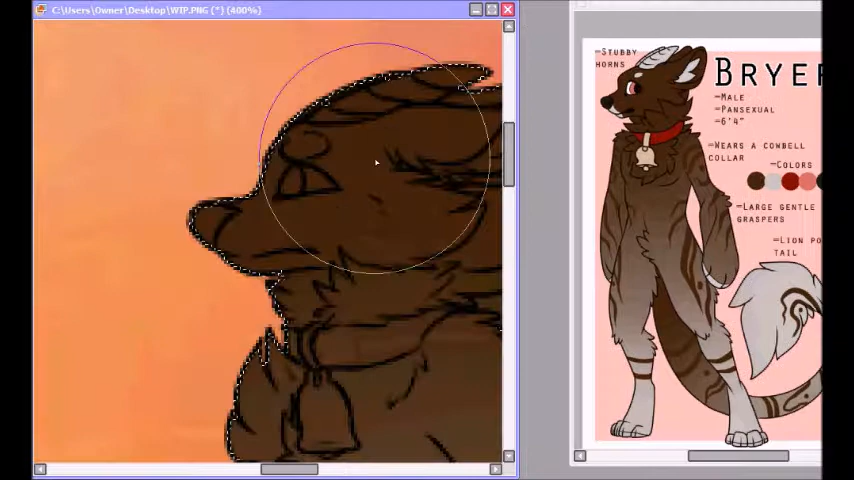 C:\Users\Owner\Desktop\WIP.PNG (*) (400%)
=STUBBY
HORNS
BRYER
=MALE
=PANSEXUAL
=6'4"
=WEARS A COWBELL
COLLAR
=COLORS
=LARGE GENTLE
GRASPERS
=LION PO
TAIL